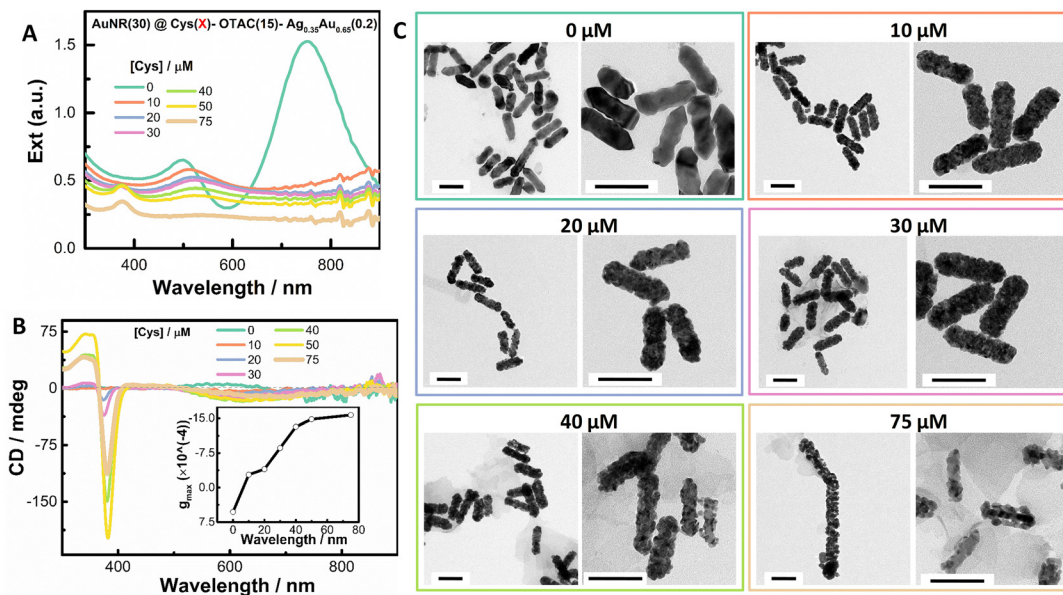 A
AuNR(30) @ Cys(X)- OTAC(15)- Ag0.35Au0.65(0.2)
[Cys] / μM
0
10
20
30
40
50
75
Ext (a.u.)
1.5
1.0
0.5
0.0
400
600
800
Wavelength / nm
B
[Cys] / μM
0
10
20
30
40
50
75
CD / mdeg
75
0
-75
-150
gmax (×10^(-4)),
-15.0
-7.5
0.0
7.5
0
20
40
60
80
Wavelength / nm
400
600
800
Wavelength / nm
C
0 μM
10 μM
20 μM
30 μM
40 μM
75 μM